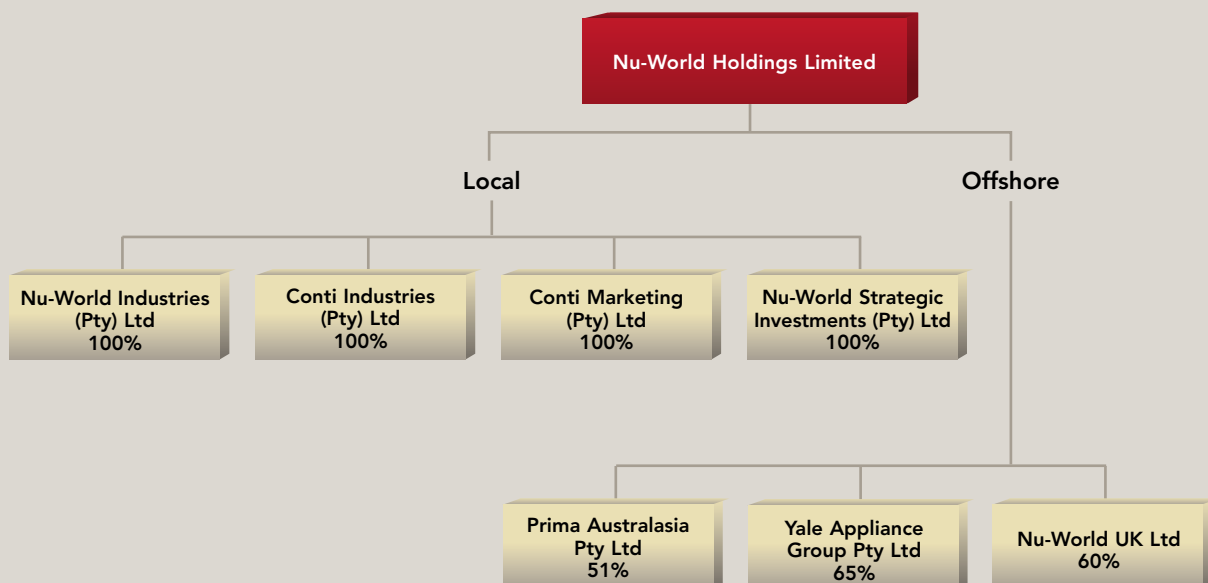 Nu-World Holdings Limited
Local
Offshore
Nu-World Industries
(Pty) Ltd
100%
Conti Industries
(Pty) Ltd
100%
Conti Marketing
(Pty) Ltd
100%
Nu-World Strategic
Investments (Pty) Ltd
100%
Prima Australasia
Pty Ltd
51%
Yale Appliance
Group Pty Ltd
65%
Nu-World UK Ltd
60%